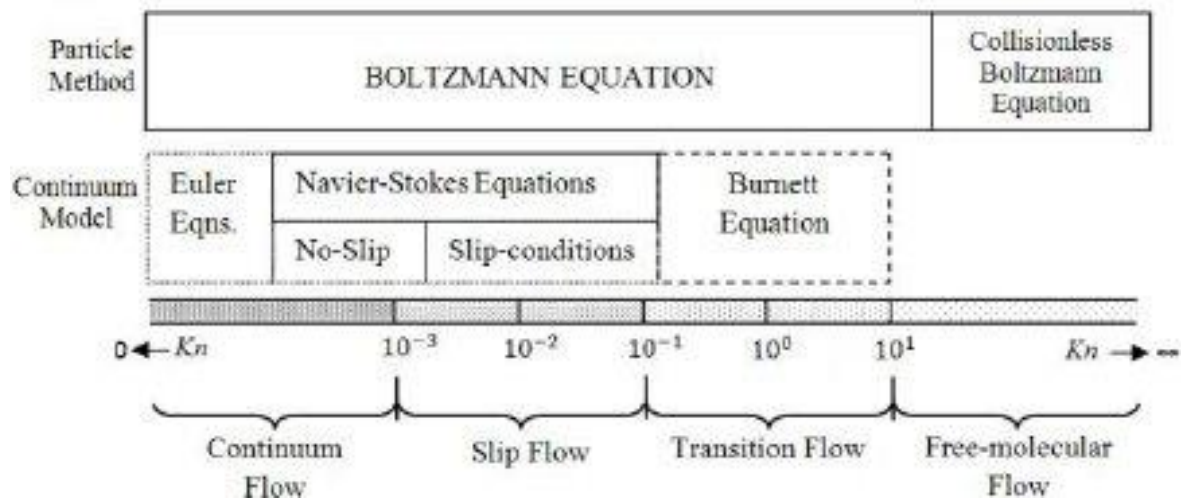 Particle
Method
BOLTZMANN EQUATION
Collisionless
Boltzmann
Equation
Continuum
Model
Euler
Eqns.
Navier-Stokes Equations
No-Slip
Slip-conditions
Burnett
Equation
0 ← Kn 10⁻³ 10⁻² 10⁻¹ 10⁰ 10¹ Kn → ∞
Continuum
Flow
Slip Flow
Transition Flow
Free-molecular
Flow